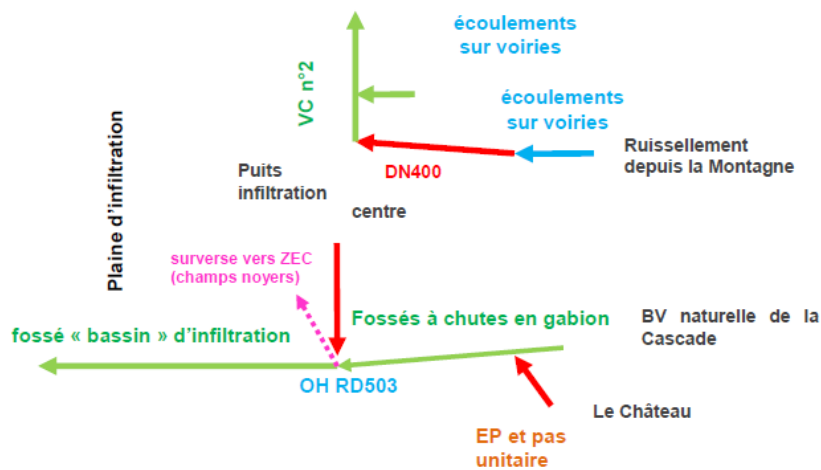 écoulements
sur voiries
VC n°2
écoulements
sur voiries
Ruissellement
depuis la Montagne
DN400
Plaine d'infiltration
Puits
infiltration
centre
surverse vers ZEC
(champs noyers)
Fossés à chutes en gabion
BV naturelle de la
Cascade
fossé « bassin » d'infiltration
OH RD503
Le Château
EP et pas
unitaire